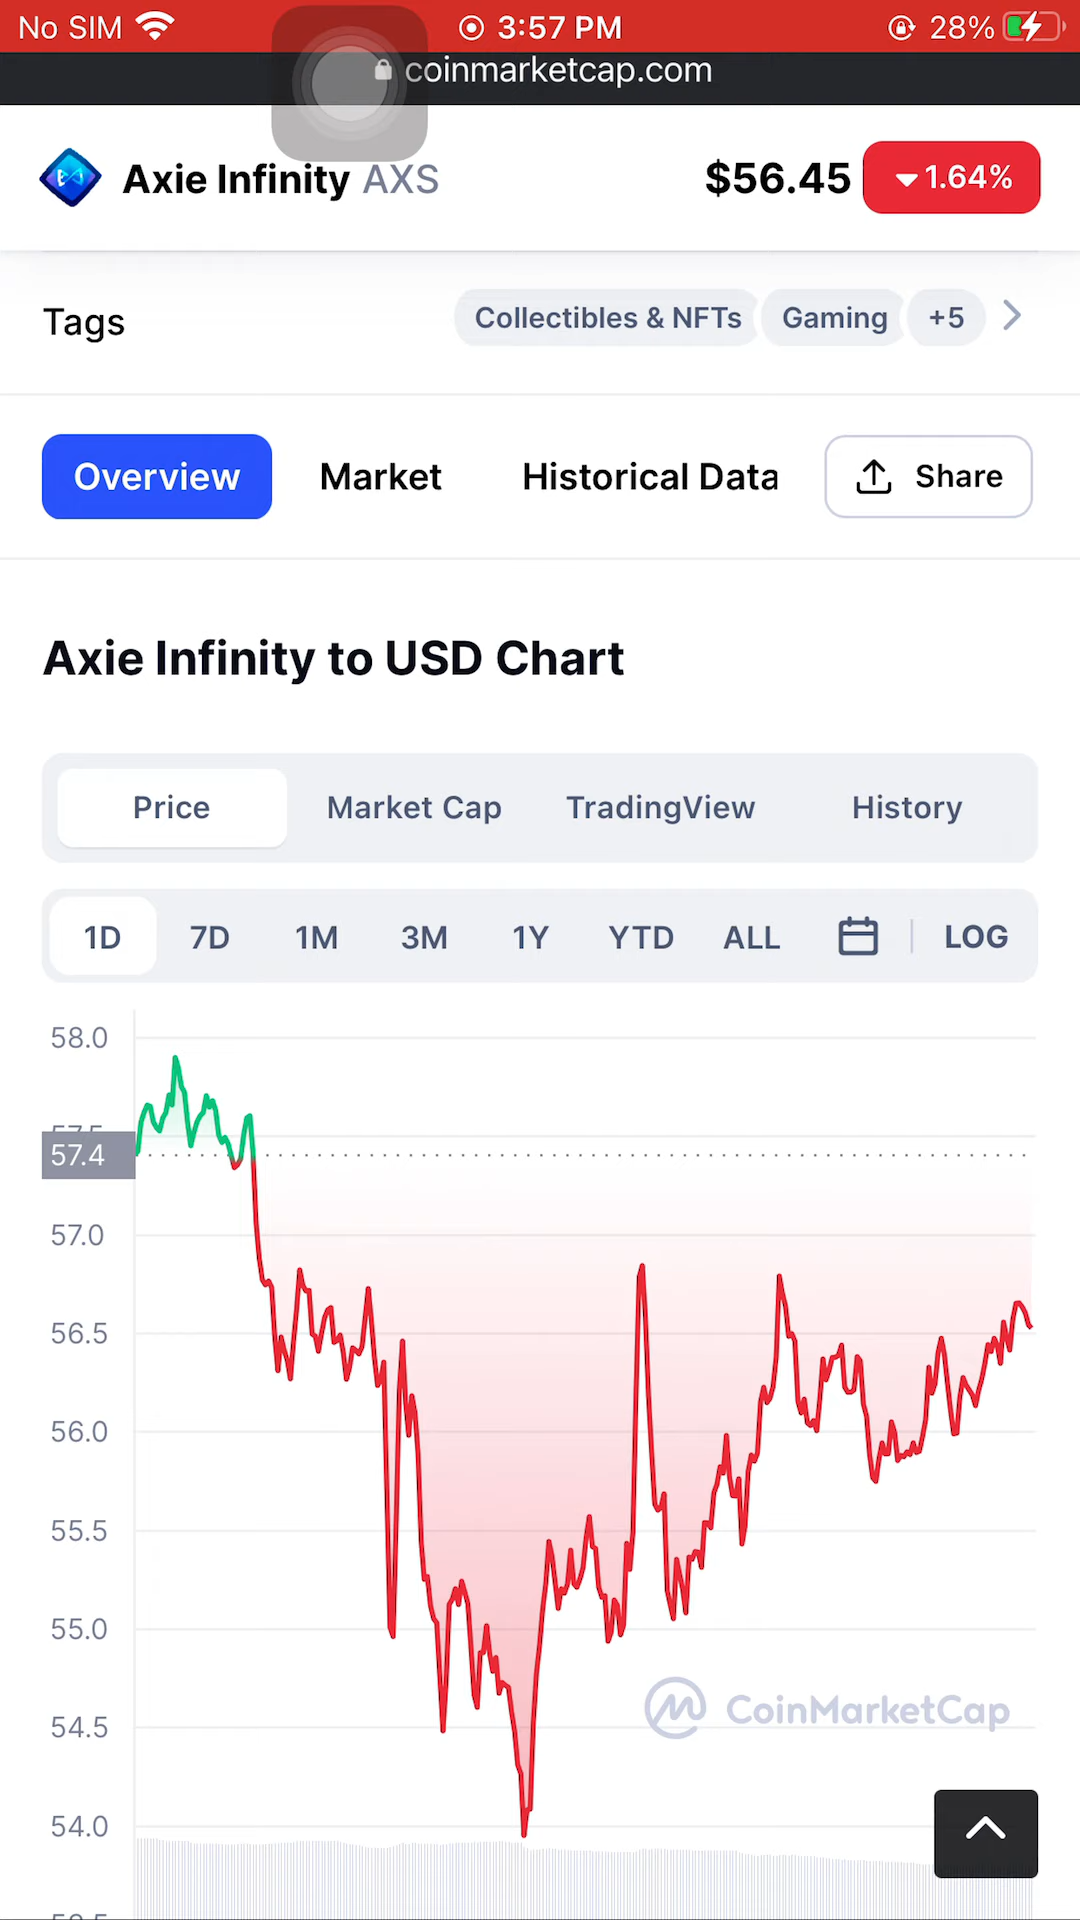 No SIM 3:57 PM 28%
coinmarketcap.com
Axie Infinity AXS $56.45 1.64%
Tags Collectibles & NFTs Gaming +5
Overview Market Historical Data Share
Axie Infinity to USD Chart
Price Market Cap TradingView History
1D 7D 1M 3M 1Y YTD ALL LOG
58.0
57.4
57.0
56.5
56.0
55.5
55.0
54.5
CoinMarketCap
54.0